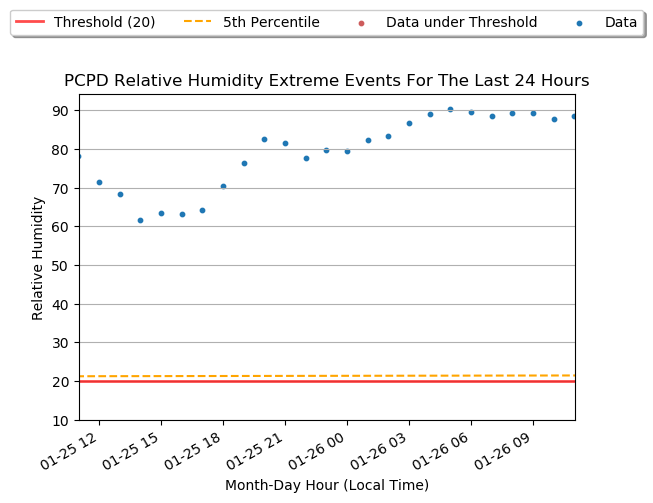 Threshold (20) 5th Percentile Data under Threshold Data
PCPD Relative Humidity Extreme Events For The Last 24 Hours
90
80
70
60
50
40
30
20
10
Relative Humidity
01-25 12 01-25 15 01-25 18 01-25 21 01-26 00 01-26 03 01-26 06 01-26 09
Month-Day Hour (Local Time)